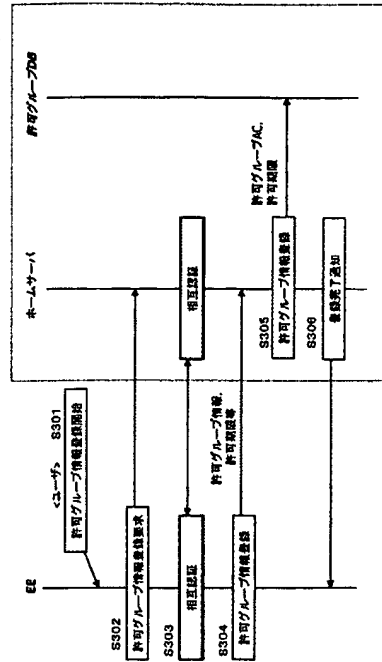 EE
ホームサーバ
許可グループDB
<ユーザ> S301
許可グループ情報登録開始
S302
許可グループ情報登録要求
S303
相互認証
相互認証
S304
許可グループ情報登録
許可グループ情報,
許可期限等
S305
許可グループ情報登録
許可グループAC,
許可期限
S306
登録完了通知